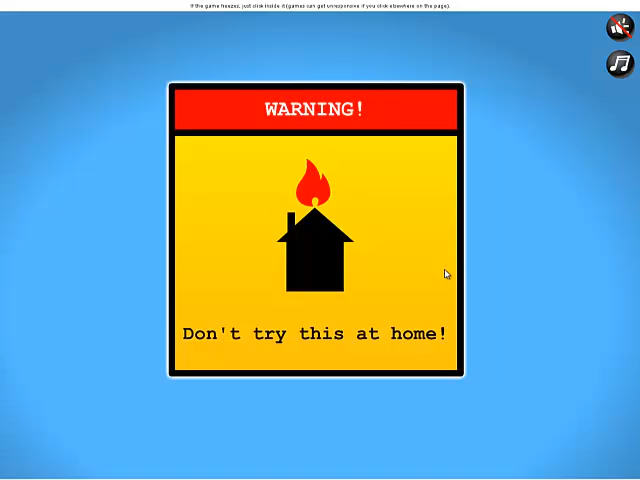 If the game freezes, just click inside it (games can get unresponsive if you click elsewhere on the page).
WARNING!
Don't try this at home!